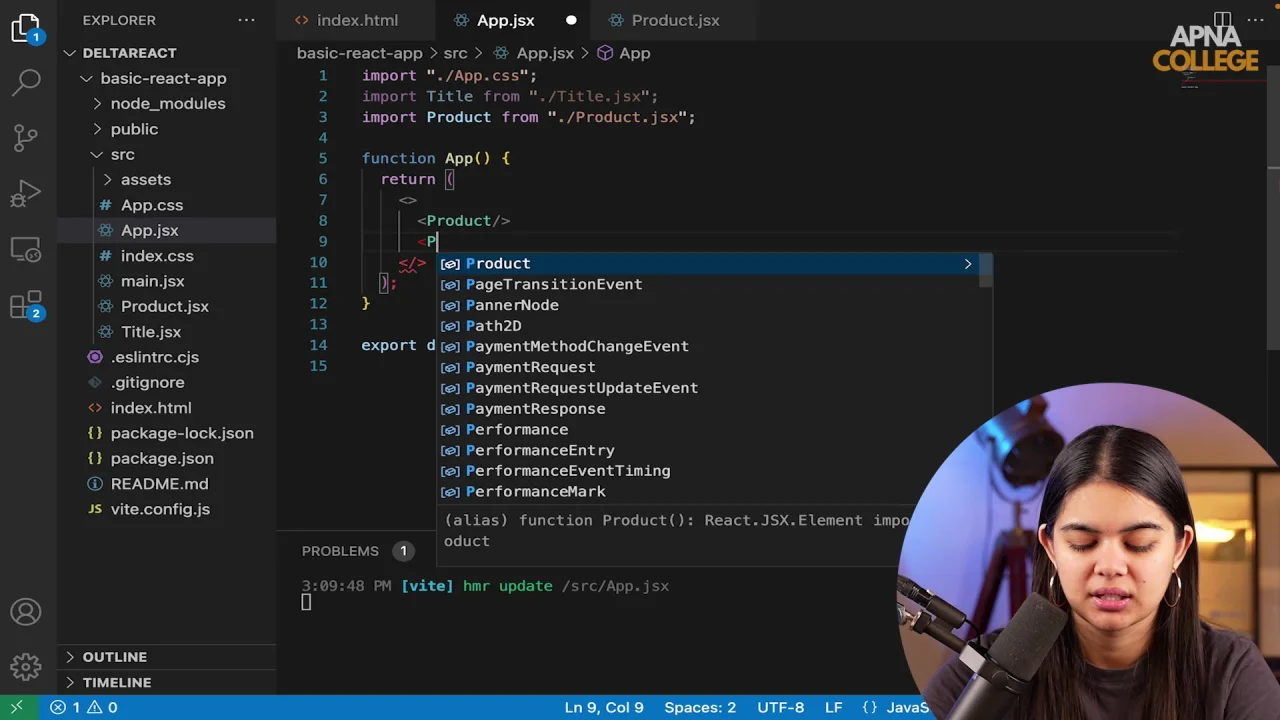 EXPLORER
index.html
App.jsx
Product.jsx
APNA
COLLEGE
1
DELTAREACT
basic-react-app
node_modules
public
src
assets
App.css
App.jsx
index.css
main.jsx
Product.jsx
Title.jsx
.eslintrc.cjs
.gitignore
index.html
package-lock.json
package.json
README.md
vite.config.js
2
OUTLINE
TIMELINE
basic-react-app > src > App.jsx > App
1 import "./App.css";
2 import Title from "./Title.jsx";
3 import Product from "./Product.jsx";
4
5 function App() {
6 return (
7 <>
8 <Product/>
9 <P
10 </>
11 );
12 }
13
14 export d
15
Product
PageTransitionEvent
PannerNode
Path2D
PaymentMethodChangeEvent
PaymentRequest
PaymentRequestUpdateEvent
PaymentResponse
Performance
PerformanceEntry
PerformanceEventTiming
PerformanceMark
(alias) function Product(): React.JSX.Element impo
oduct
PROBLEMS 1
3:09:48 PM [vite] hmr update /src/App.jsx
1 0 Ln 9, Col 9 Spaces: 2 UTF-8 LF {} JavaS